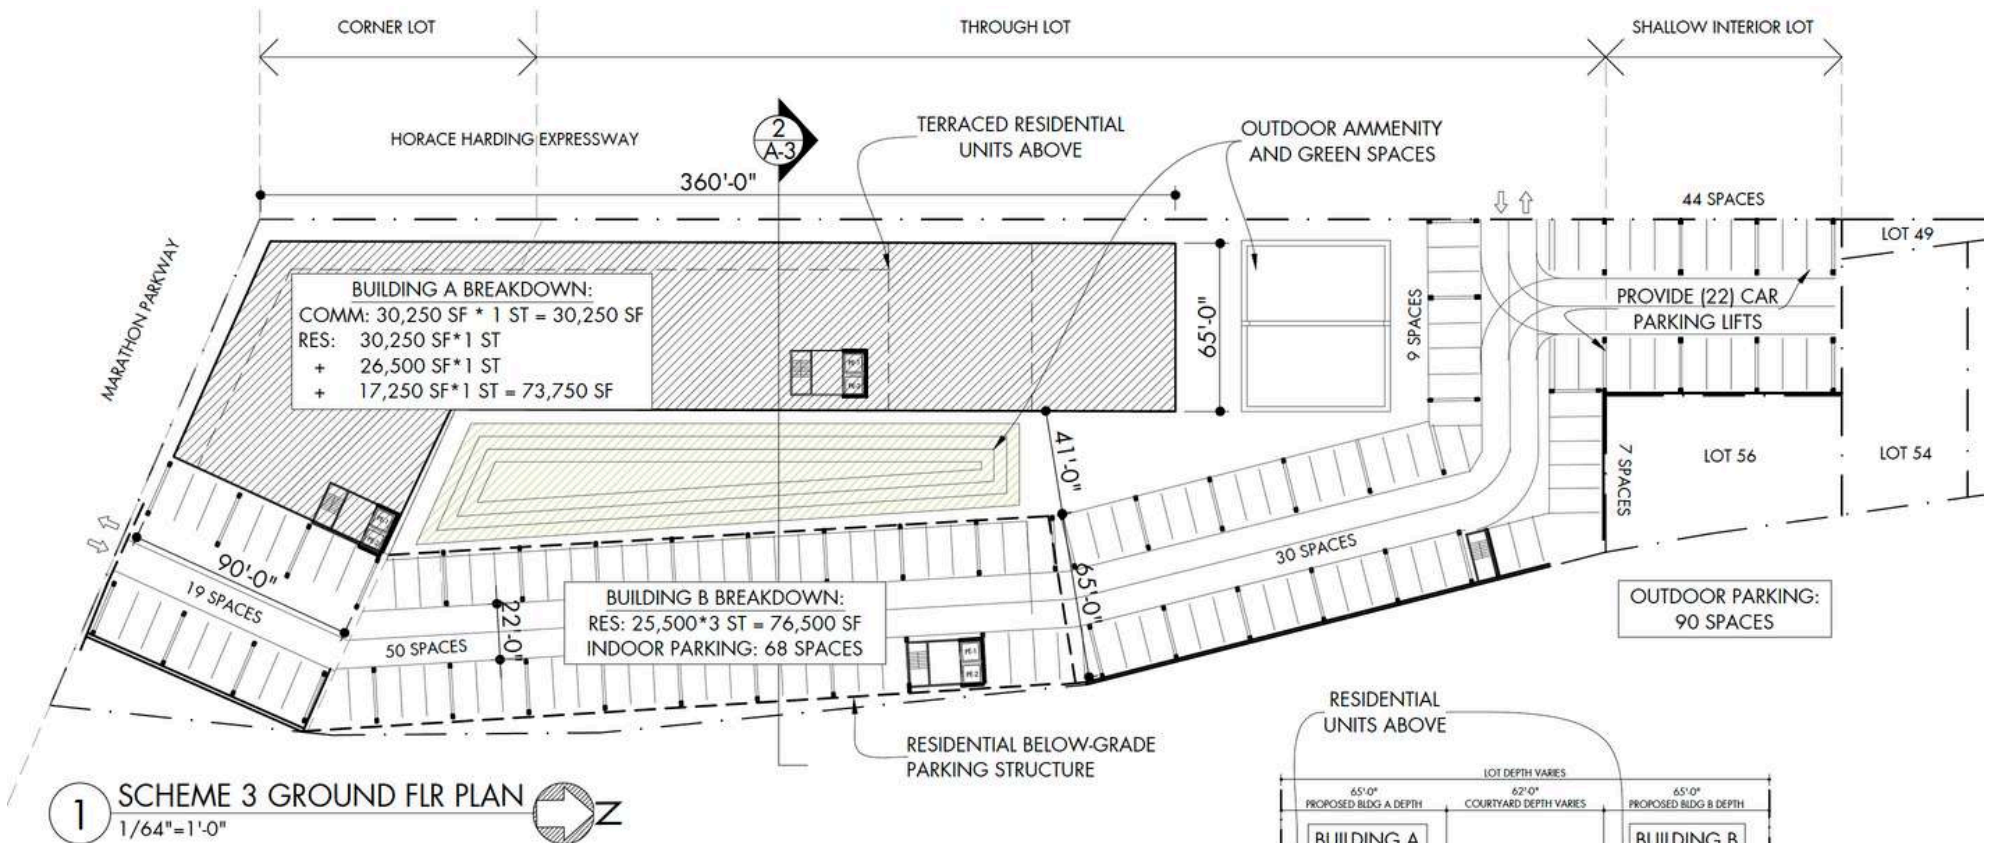 CORNER LOT
THROUGH LOT
SHALLOW INTERIOR LOT
HORACE HARDING EXPRESSWAY
2
A-3
TERRACED RESIDENTIAL
UNITS ABOVE
OUTDOOR AMMENITY
AND GREEN SPACES
360'-0"
44 SPACES
LOT 49
MARATHON PARKWAY
BUILDING A BREAKDOWN:
COMM: 30,250 SF * 1 ST = 30,250 SF
RES: 30,250 SF*1 ST
+ 26,500 SF*1 ST
+ 17,250 SF*1 ST = 73,750 SF
65'-0"
9 SPACES
PROVIDE (22) CAR
PARKING LIFTS
41'-0"
7 SPACES
LOT 56
LOT 54
90'-0"
19 SPACES
22'-0"
50 SPACES
BUILDING B BREAKDOWN:
RES: 25,500*3 ST = 76,500 SF
INDOOR PARKING: 68 SPACES
65'-0"
30 SPACES
OUTDOOR PARKING:
90 SPACES
RESIDENTIAL BELOW-GRADE
PARKING STRUCTURE
RESIDENTIAL
UNITS ABOVE
1
SCHEME 3 GROUND FLR PLAN
1/64"=1'-0"
N
LOT DEPTH VARIES
65'-0"
PROPOSED BLDG A DEPTH
62'-0"
COURTYARD DEPTH VARIES
65'-0"
PROPOSED BLDG B DEPTH
BUILDING A
BUILDING B